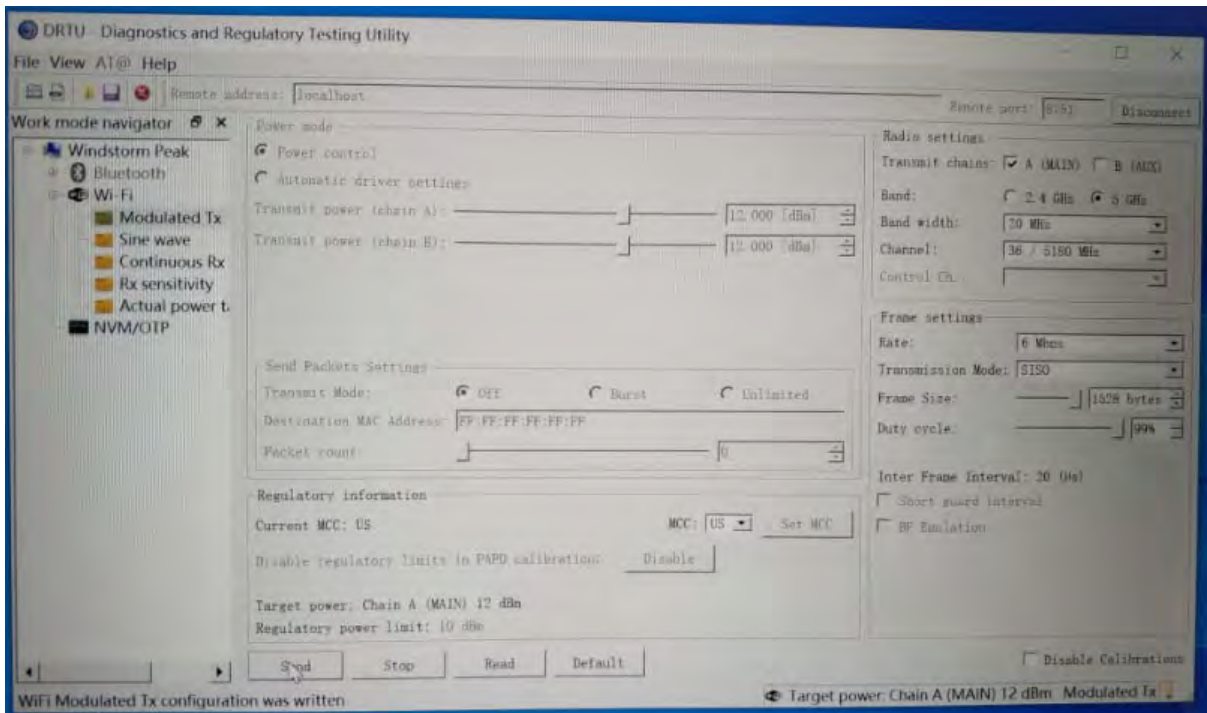 DRTU - Diagnostics and Regulatory Testing Utility
File View AT@ Help
Remote address: localhost
Remote port: Disconnect
Work mode navigator
Windstorm Peak
Bluetooth
Wi-Fi
Modulated Tx
Sine wave
Continuous Rx
Rx sensitivity
Actual power t
NVM/OTP
Power mode
Power control
Automatic driver settings
Transmit power (chain A): 12.000 [dBm]
Transmit power (chain B): 12.000 [dBm]
Send Packets Settings
Transmit Mode: Off Burst Unlimited
Destination MAC Address: FF:FF:FF:FF:FF:FF
Packet count: 0
Regulatory information
Current MCC: US MCC: US Set MCC
Disable regulatory limits in PAPD calibration: Disable
Target power: Chain A (MAIN) 12 dBm
Regulatory power limit: 10 dBm
Send Stop Read Default
Radio settings
Transmit chains: A (MAIN) B (AUX)
Band: 2.4 GHz 5 GHz
Band width: 20 MHz
Channel: 36 / 5180 MHz
Control Ch.
Frame settings
Rate: 6 Mbps
Transmission Mode: SISO
Frame Size: 1528 bytes
Duty cycle: 99%
Inter Frame Interval: 20
Short guard interval
BF Emulation
Disable Calibrations
WiFi Modulated Tx configuration was written
Target power: Chain A (MAIN) 12 dBm Modulated Tx